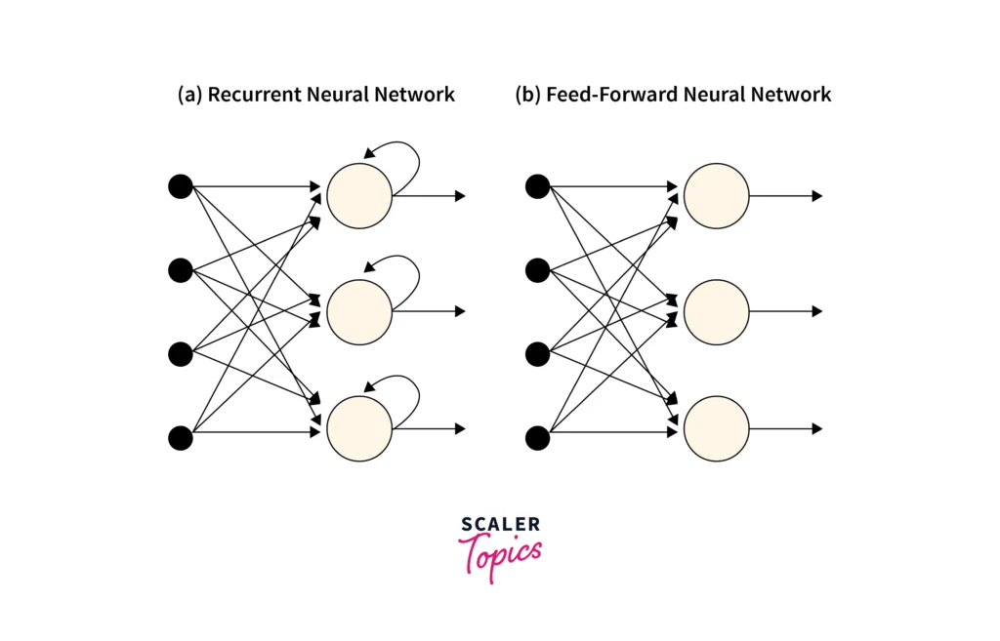 (a) Recurrent Neural Network
(b) Feed-Forward Neural Network
SCALER
Topics